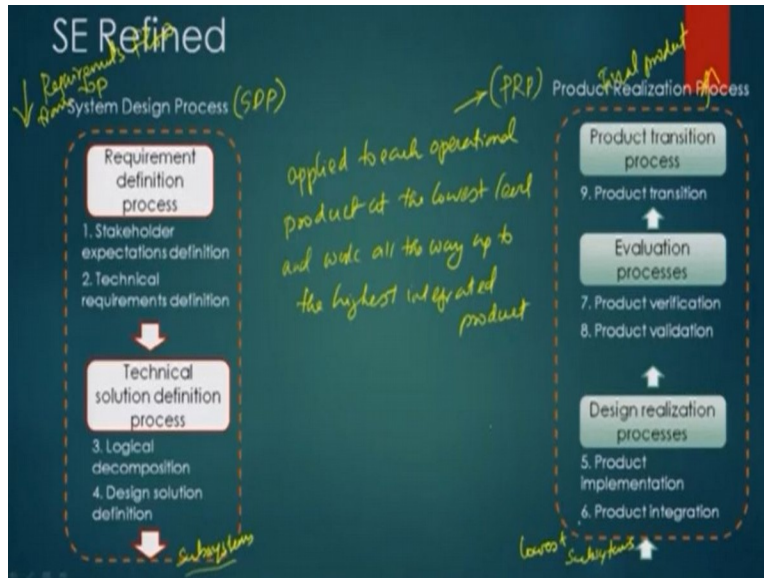 SE Refined
Requirements flow
from top
System Design Process (SDP)
Requirement
definition
process
1. Stakeholder
expectations definition
2. Technical
requirements definition
Technical
solution definition
process
3. Logical
decomposition
4. Design solution
definition
Subsystems
applied to each operational
product at the lowest level
and work all the way up to
the highest integrated
product
Final product
(PRP) Product Realization Process
Product transition
process
9. Product transition
Evaluation
processes
7. Product verification
8. Product validation
Design realization
processes
5. Product
implementation
6. Product integration
lowest
subsystems